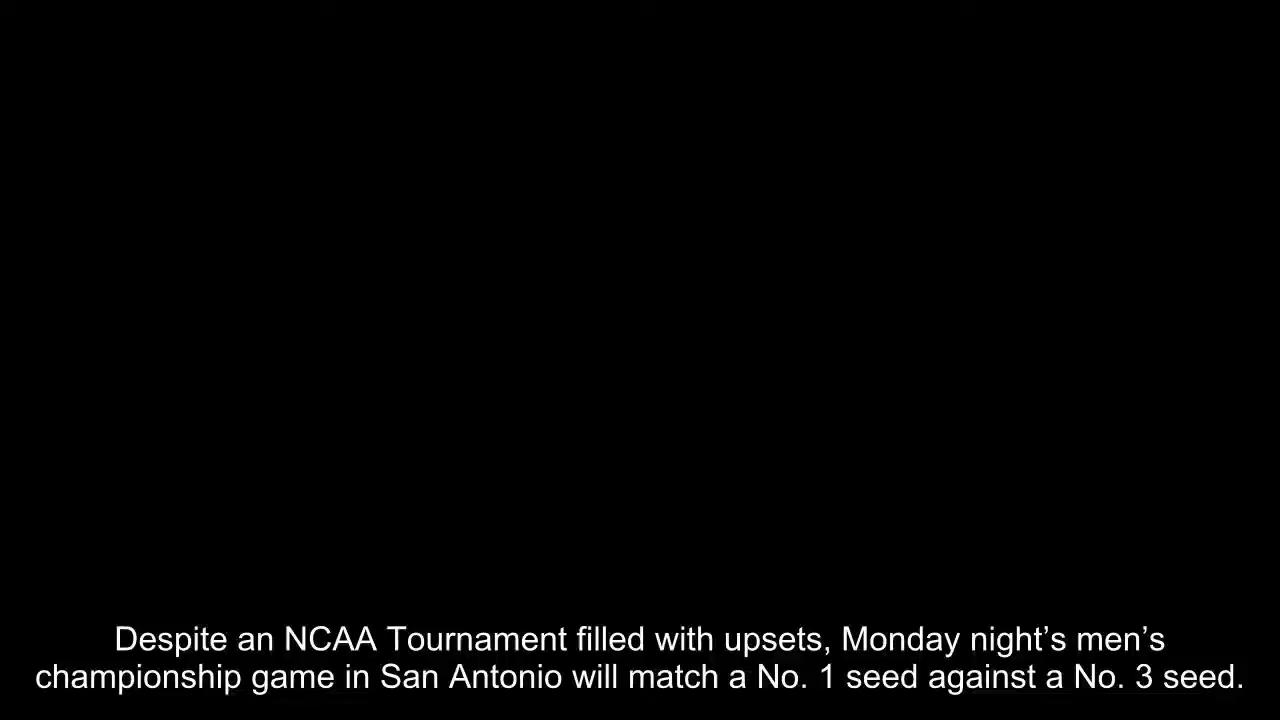 Despite an NCAA Tournament filled with upsets, Monday night’s men’s
championship game in San Antonio will match a No. 1 seed against a No. 3 seed.